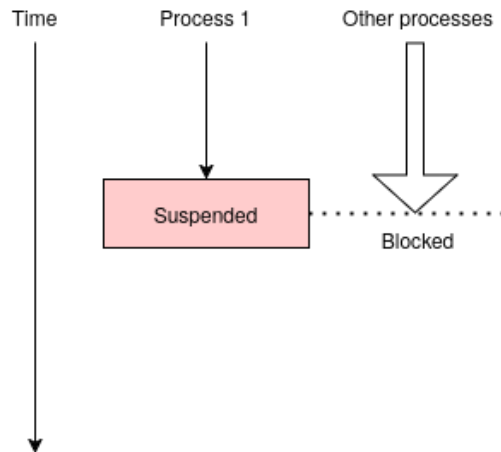 Time
Process 1
Other processes
Suspended
Blocked